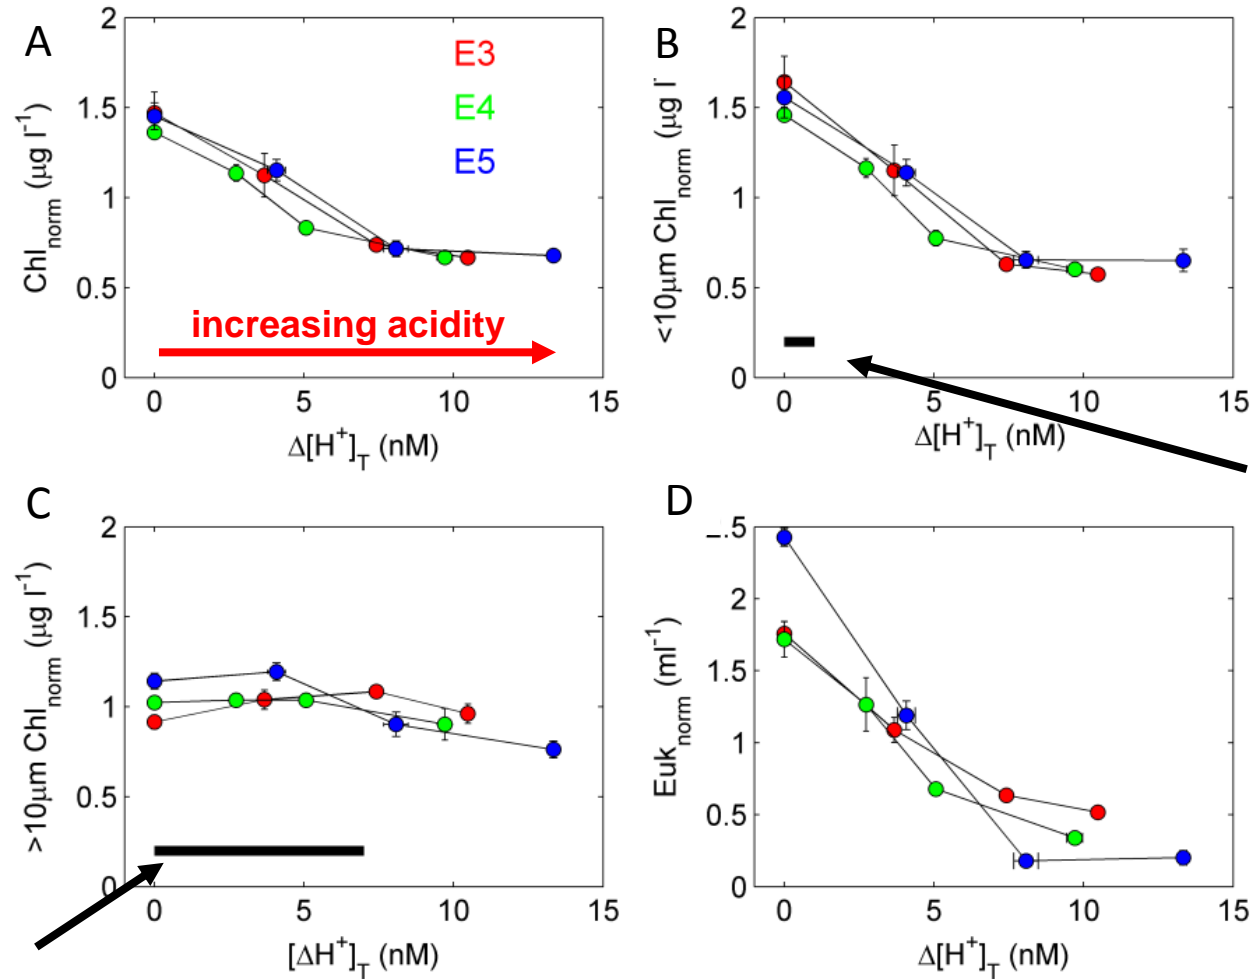 A
2
1.5
1
0.5
0
Chl_norm (μg l⁻¹)
E3
E4
E5
increasing acidity
0 5 10 15
Δ[H⁺]_T (nM)
B
2
1.5
1
0.5
0
<10μm Chl_norm (μg l
0 5 10 15
Δ[H⁺]_T (nM)
C
2
1.5
1
0.5
0
>10μm Chl_norm (μg l⁻¹)
0 5 10 15
[ΔH⁺]_T (nM)
D
.5
2
1.5
1
0.5
0
Euk_norm (ml⁻¹)
0 5 10 15
Δ[H⁺]_T (nM)